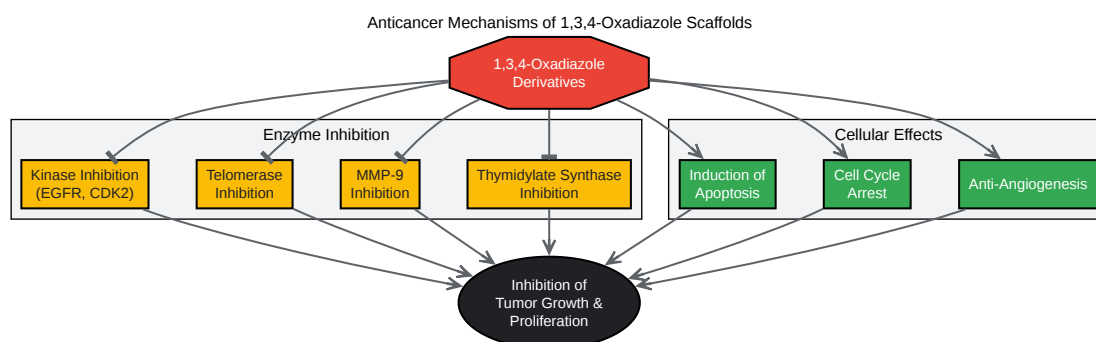 Anticancer Mechanisms of 1,3,4-Oxadiazole Scaffolds
1,3,4-Oxadiazole
Derivatives
Enzyme Inhibition
Cellular Effects
Kinase Inhibition
(EGFR, CDK2)
Telomerase
Inhibition
MMP-9
Inhibition
Thymidylate Synthase
Inhibition
Induction of
Apoptosis
Cell Cycle
Arrest
Anti-Angiogenesis
Inhibition of
Tumor Growth &
Proliferation